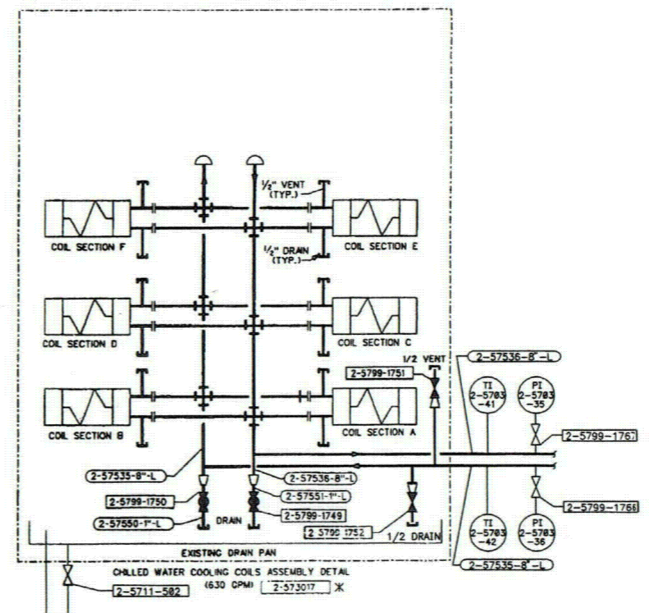 1/2" VENT
(TYP.)
COIL SECTION F
COIL SECTION E
1/2" DRAIN
(TYP.)
COIL SECTION D
COIL SECTION C
1/2 VENT
2-57536-8"-L
2-5799-1751
TI
2-5703
-41
PI
2-5703
-35
COIL SECTION B
COIL SECTION A
2-5799-1767
2-57535-8"-L
2-57536-8"-L
2-57551-1"-L
2-5799-1750
2-5799-1749
2-5799-1766
2-57550-1"-L
DRAIN
2-5799-1752
1/2 DRAIN
TI
2-5703
-42
PI
2-5703
-36
EXISTING DRAIN PAN
2-57535-8"-L
CHILLED WATER COOLING COILS ASSEMBLY DETAIL
(630 GPM)
2-573017
2-5711-502